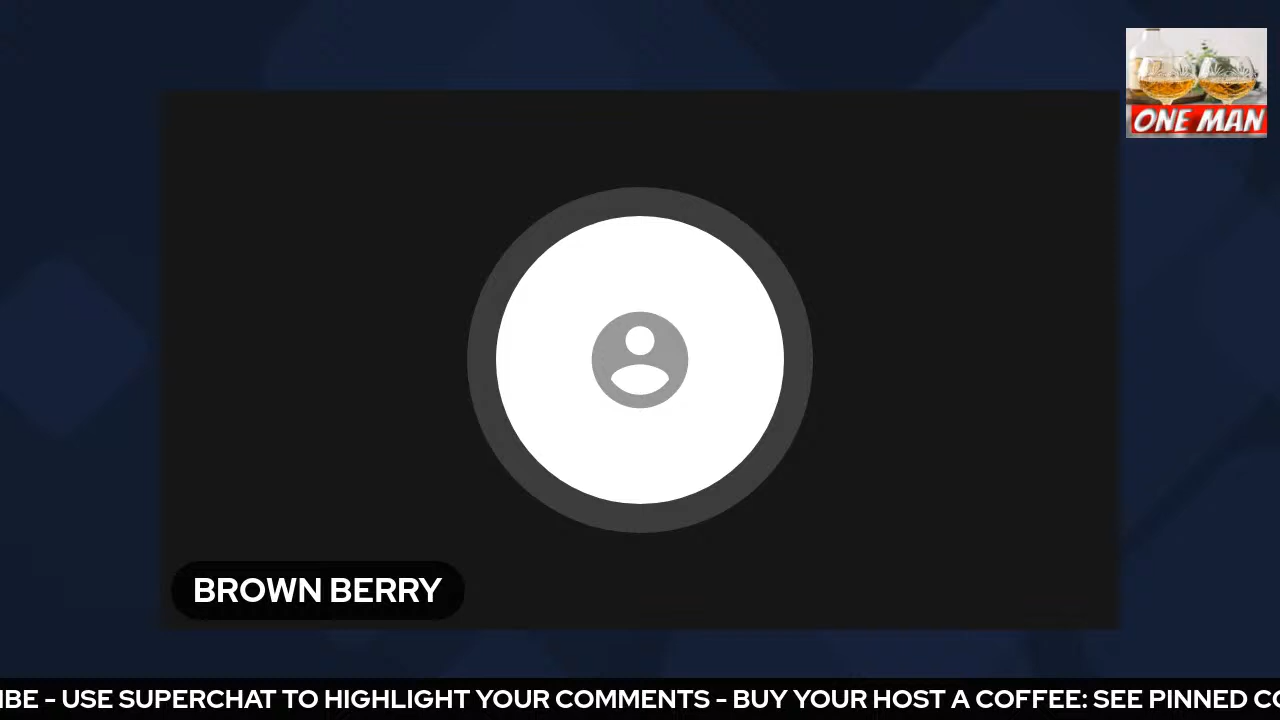 ONE MAN
BROWN BERRY
IBE - USE SUPERCHAT TO HIGHLIGHT YOUR COMMENTS - BUY YOUR HOST A COFFEE: SEE PINNED CO